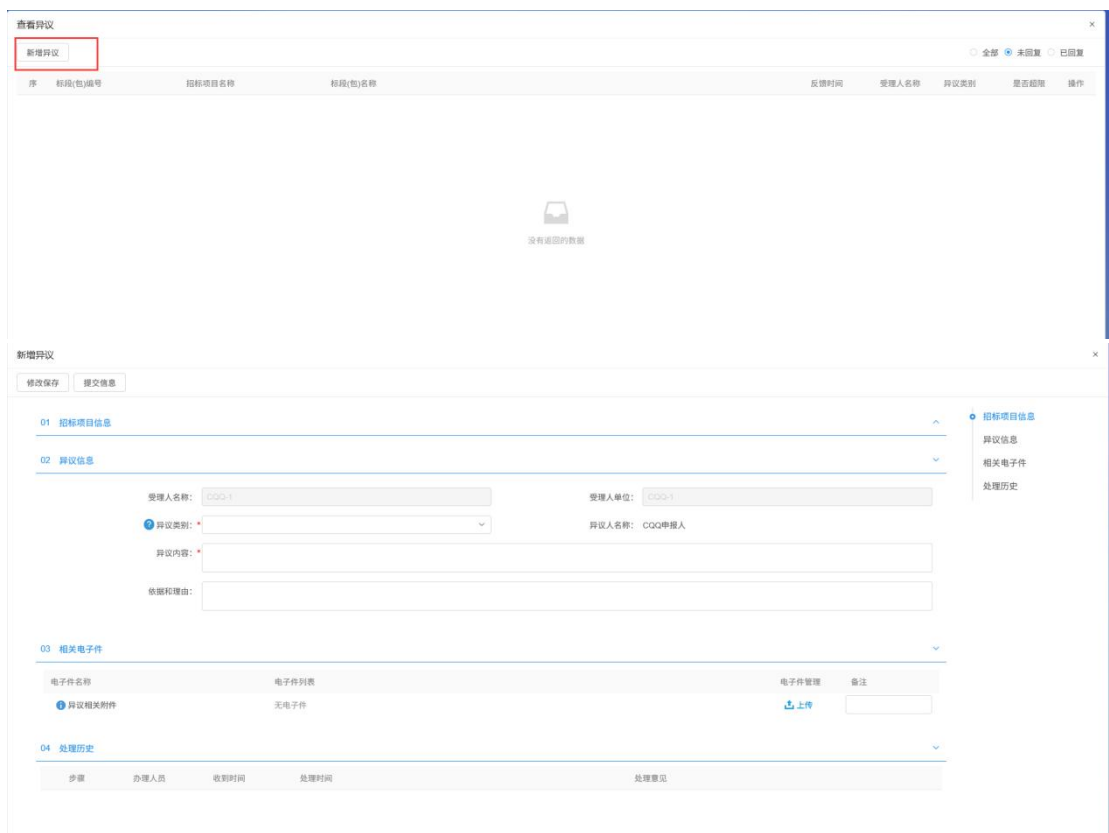 查看异议 ×
新增异议 全部 未回复 已回复
序 标段(包)编号 招标项目名称 标段(包)名称 反馈时间 受理人名称 异议类别 是否超期 操作
没有返回的数据
新增异议 ×
修改保存 提交信息
01 招标项目信息
招标项目信息
异议信息
相关电子件
处理历史
02 异议信息
受理人名称: CQQ-1 受理人单位: CQQ-1
? 异议类别: * 异议人名称: CQQ申报人
异议内容: *
依据和理由:
03 相关电子件
电子件名称 电子件列表 电子件管理 备注
异议相关附件 无电子件 上传
04 处理历史
步骤 办理人员 收到时间 处理时间 处理意见